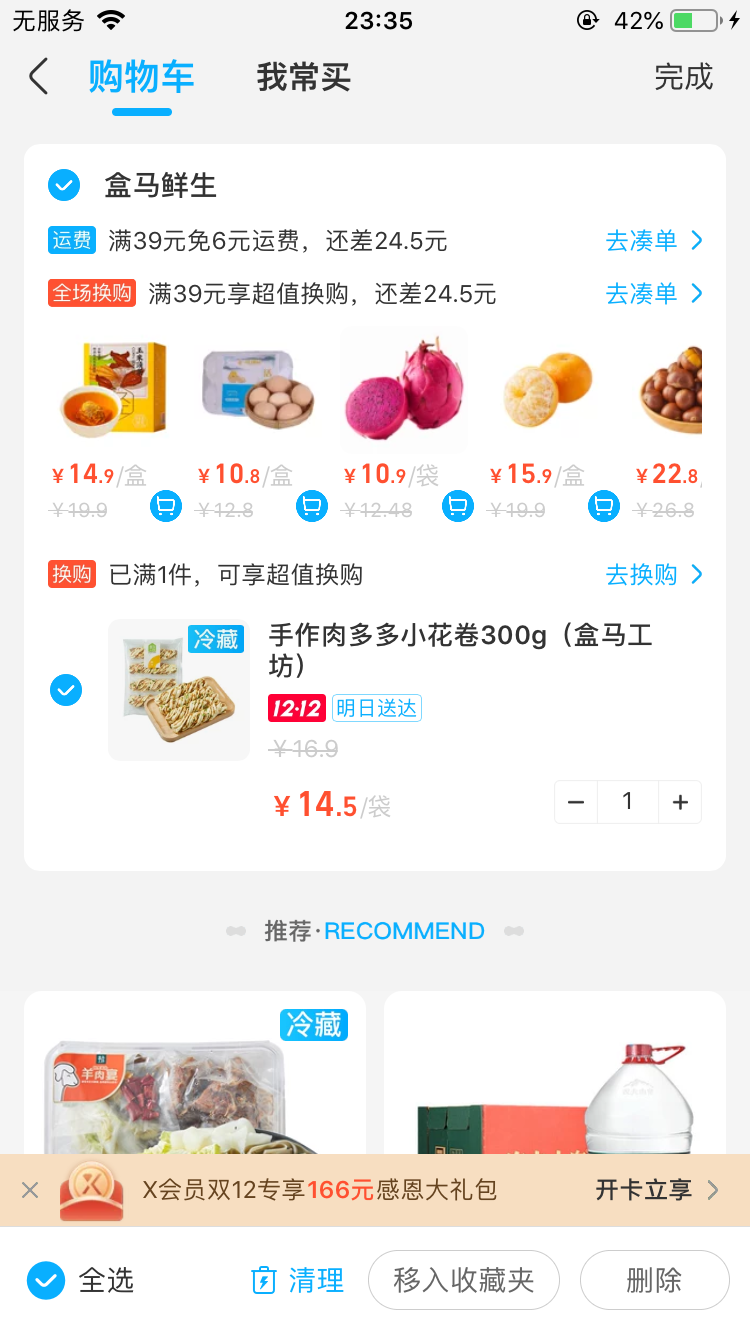 无服务
23:35
42%
购物车
我常买
完成
盒马鲜生
运费 满39元免6元运费，还差24.5元 去凑单
全场换购 满39元享超值换购，还差24.5元 去凑单
¥14.9/盒 ¥10.8/盒 ¥10.9/袋 ¥15.9/盒 ¥22.8/
¥19.9 ¥12.8 ¥12.48 ¥19.9 ¥26.8
换购 已满1件，可享超值换购 去换购
冷藏
手作肉多多小花卷300g（盒马工
坊）
12·12 明日送达
¥16.9
¥14.5/袋
1
推荐·RECOMMEND
冷藏
X会员双12专享166元感恩大礼包 开卡立享
全选
清理
移入收藏夹
删除